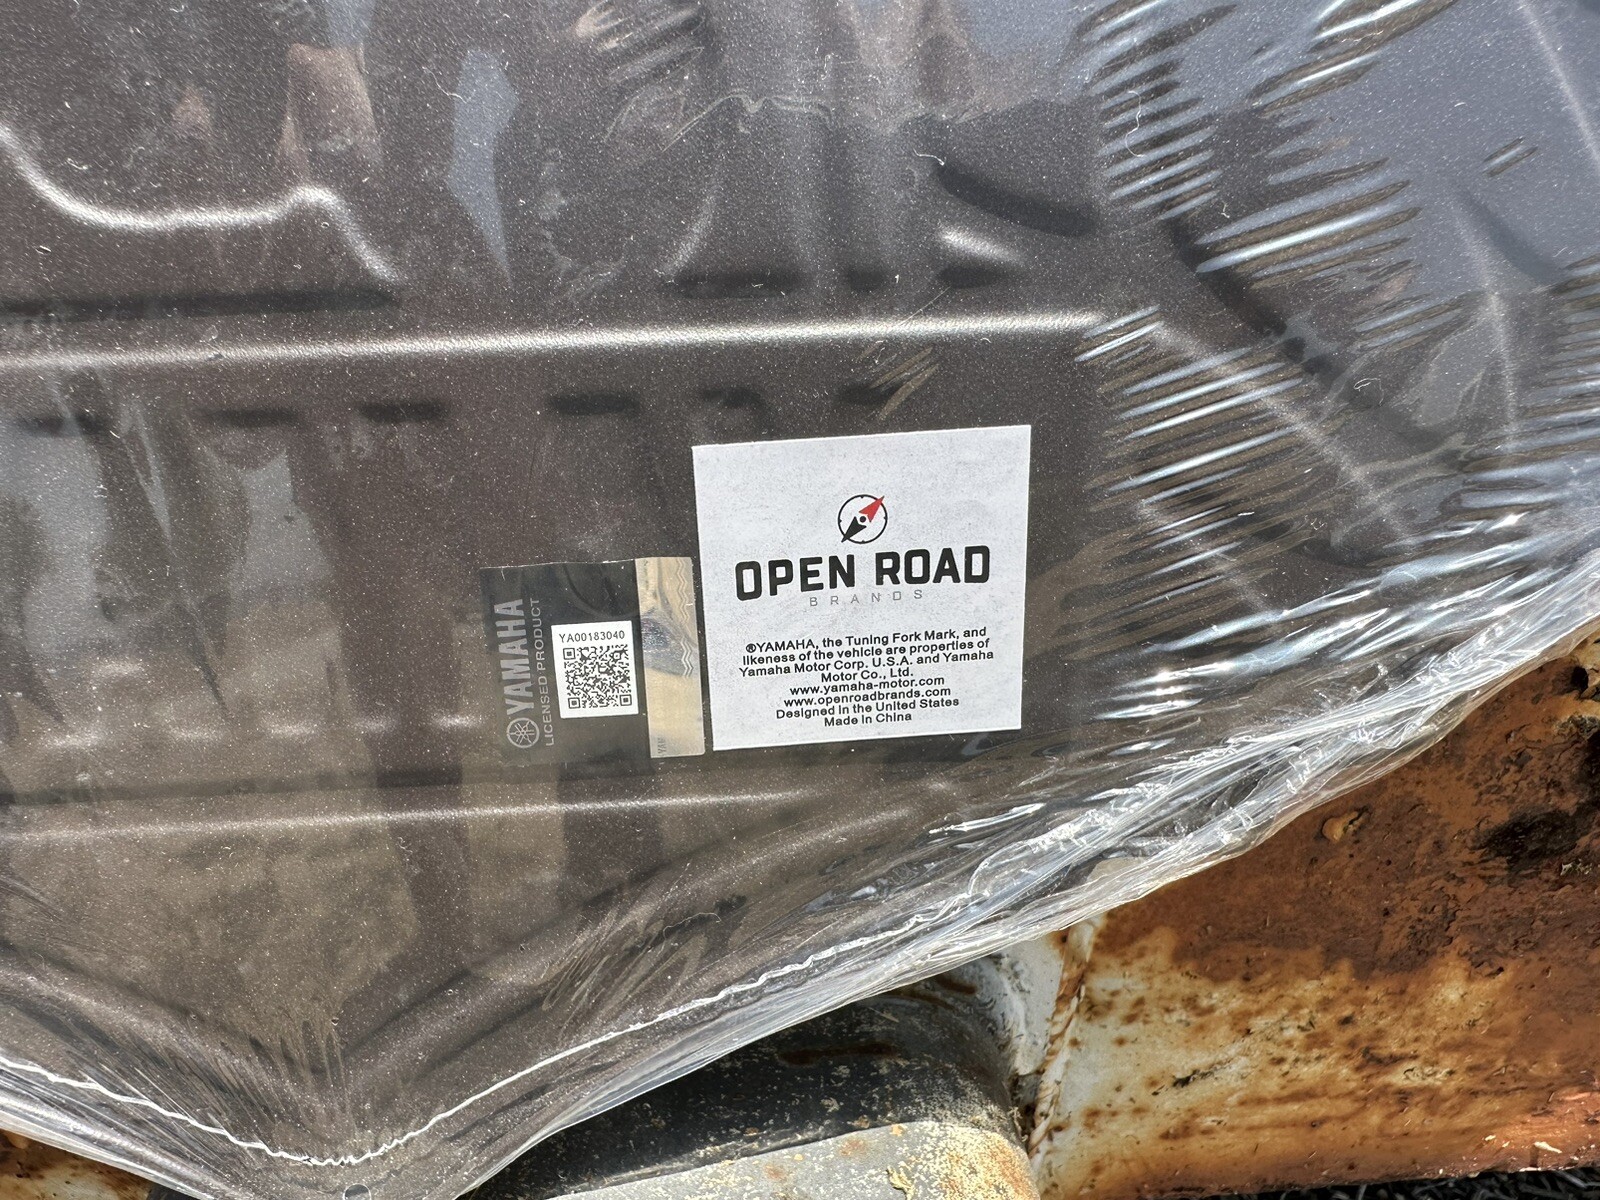 YAMAHA
LICENSED PRODUCT
YA00183040
YAM
OPEN ROAD
BRANDS
®YAMAHA, the Tuning Fork Mark, and
likeness of the vehicle are properties of
Yamaha Motor Corp. U.S.A. and Yamaha
Motor Co., Ltd.
www.yamaha-motor.com
www.openroadbrands.com
Designed in the United States
Made in China